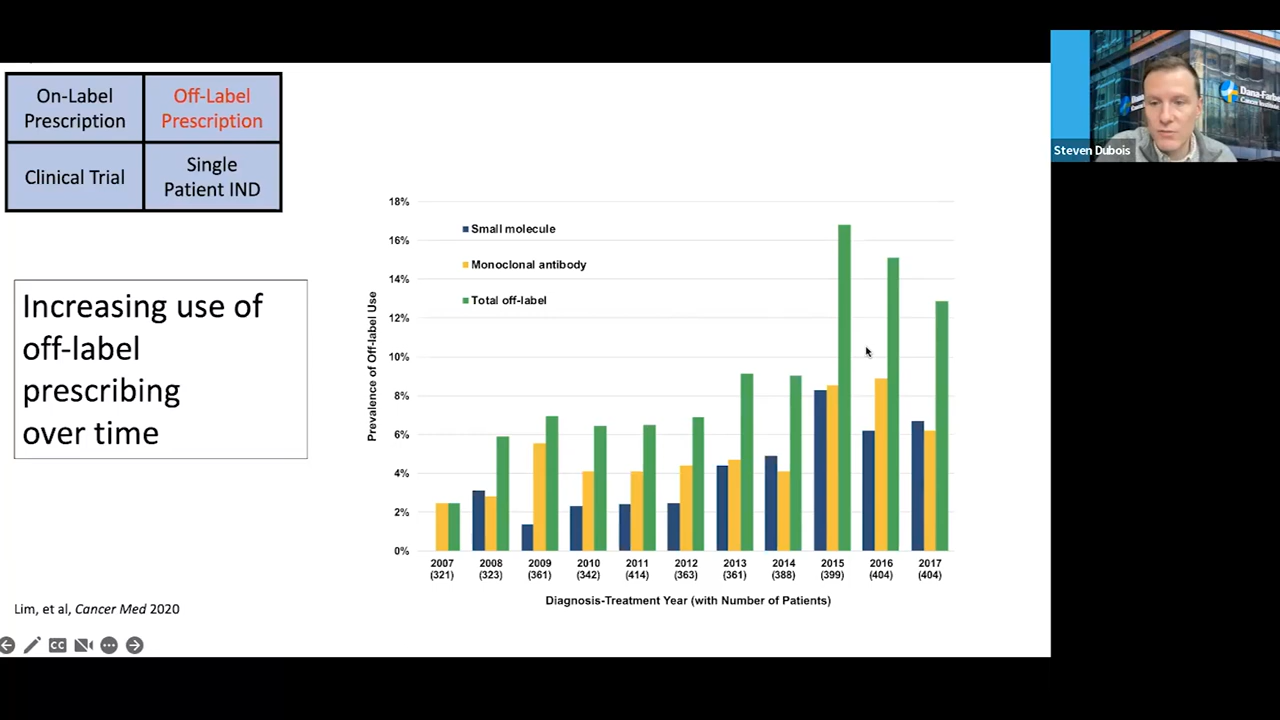 On-Label
Prescription
Off-Label
Prescription
Clinical Trial
Single
Patient IND
Increasing use of
off-label
prescribing
over time
Lim, et al, Cancer Med 2020
Prevalence of Off-label Use
18%
16%
14%
12%
10%
8%
6%
4%
2%
0%
Small molecule
Monoclonal antibody
Total off-label
2007 2008 2009 2010 2011 2012 2013 2014 2015 2016 2017
(321) (323) (361) (342) (414) (363) (361) (388) (399) (404) (404)
Diagnosis-Treatment Year (with Number of Patients)
CC
Steven Dubois
Dana-Farbe
Cancer Institute